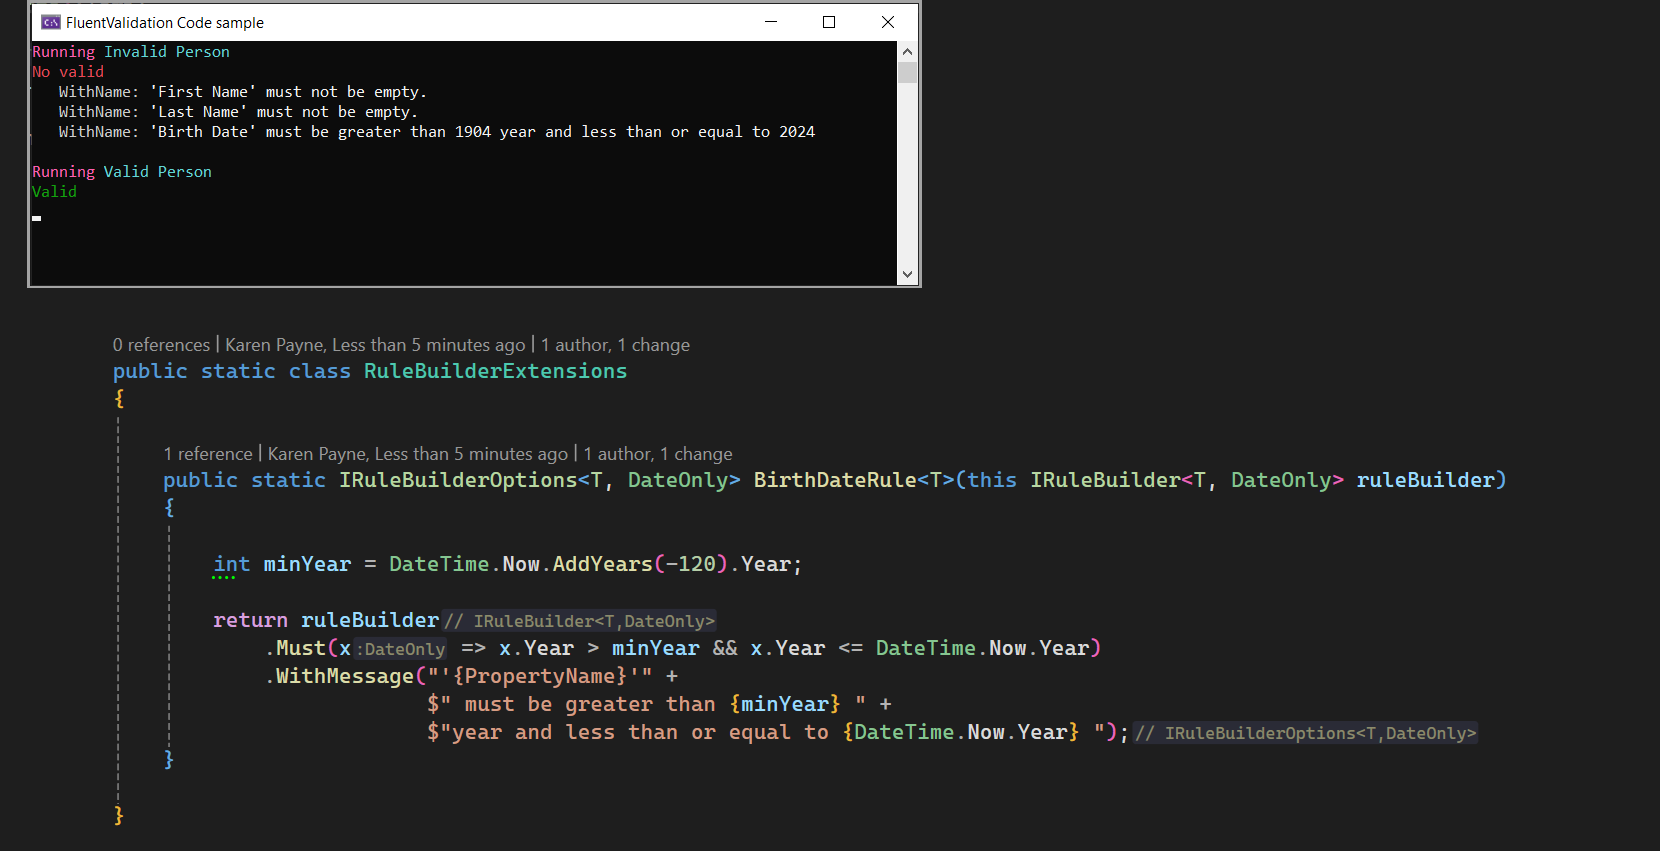 FluentValidation Code sample
Running Invalid Person
No valid
WithName: 'First Name' must not be empty.
WithName: 'Last Name' must not be empty.
WithName: 'Birth Date' must be greater than 1904 year and less than or equal to 2024
Running Valid Person
Valid
0 references | Karen Payne, Less than 5 minutes ago | 1 author, 1 change
public static class RuleBuilderExtensions
{
1 reference | Karen Payne, Less than 5 minutes ago | 1 author, 1 change
public static IRuleBuilderOptions<T, DateOnly> BirthDateRule<T>(this IRuleBuilder<T, DateOnly> ruleBuilder)
{
int minYear = DateTime.Now.AddYears(-120).Year;
return ruleBuilder // IRuleBuilder<T,DateOnly>
.Must(x :DateOnly => x.Year > minYear && x.Year <= DateTime.Now.Year)
.WithMessage("'{PropertyName}'" +
$" must be greater than {minYear} " +
$"year and less than or equal to {DateTime.Now.Year} "); // IRuleBuilderOptions<T,DateOnly>
}
}